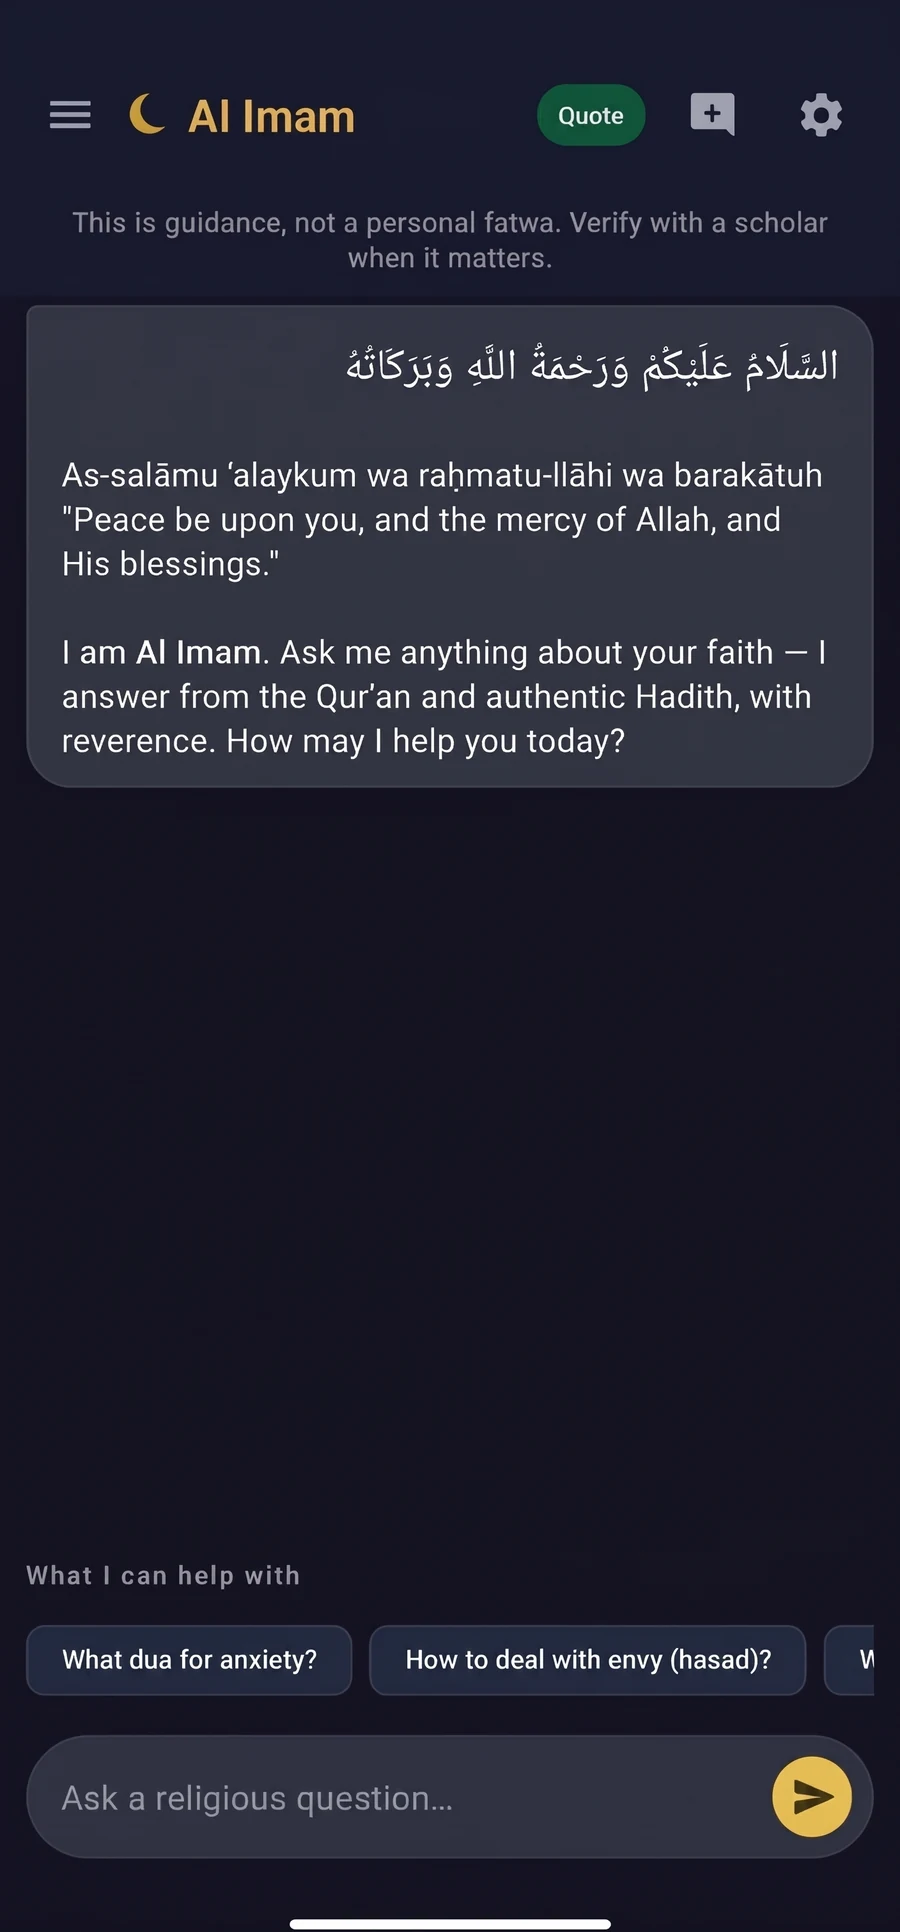 Al Imam
Quote
This is guidance, not a personal fatwa. Verify with a scholar
when it matters.
السَّلَامُ عَلَيْكُمْ وَرَحْمَةُ اللَّهِ وَبَرَكَاتُهُ
As-salāmu ‘alaykum wa raḥmatu-llāhi wa barakātuh
"Peace be upon you, and the mercy of Allah, and
His blessings."
I am Al Imam. Ask me anything about your faith — I
answer from the Qur'an and authentic Hadith, with
reverence. How may I help you today?
What I can help with
What dua for anxiety?
How to deal with envy (hasad)?
Ask a religious question...